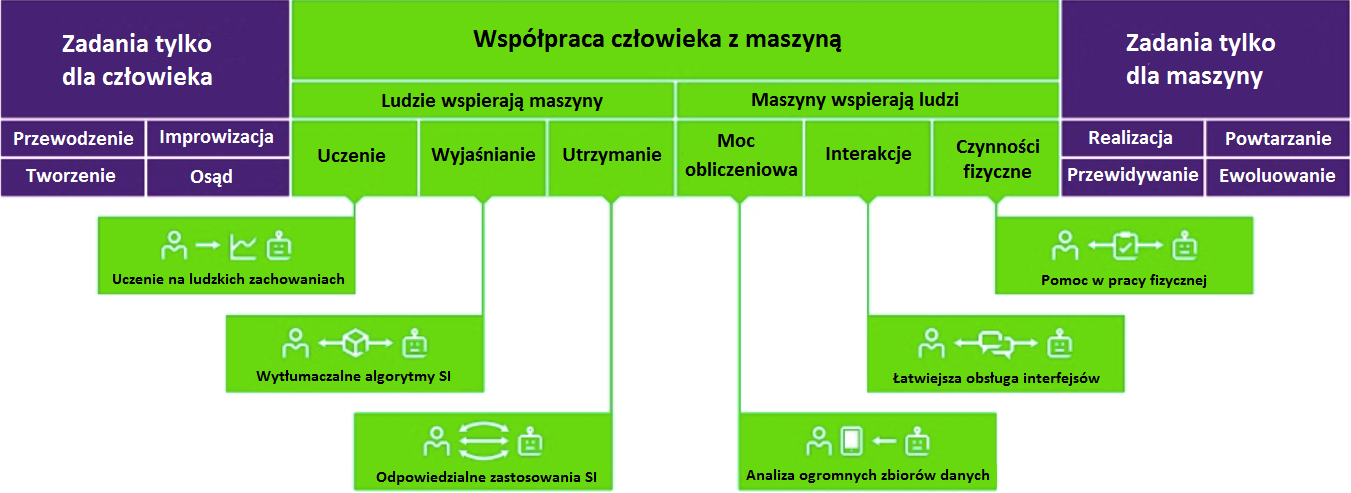 Zadania tylko
dla człowieka
Współpraca człowieka z maszyną
Zadania tylko
dla maszyny
Ludzie wspierają maszyny
Maszyny wspierają ludzi
Przewodzenie
Improwizacja
Tworzenie
Osąd
Uczenie
Wyjaśnianie
Utrzymanie
Moc
obliczeniowa
Interakcje
Czynności
fizyczne
Realizacja
Powtarzanie
Przewidywanie
Ewoluowanie
Uczenie na ludzkich zachowaniach
Pomoc w pracy fizycznej
Wytłumaczalne algorytmy SI
Łatwiejsza obsługa interfejsów
Odpowiedzialne zastosowania SI
Analiza ogromnych zbiorów danych